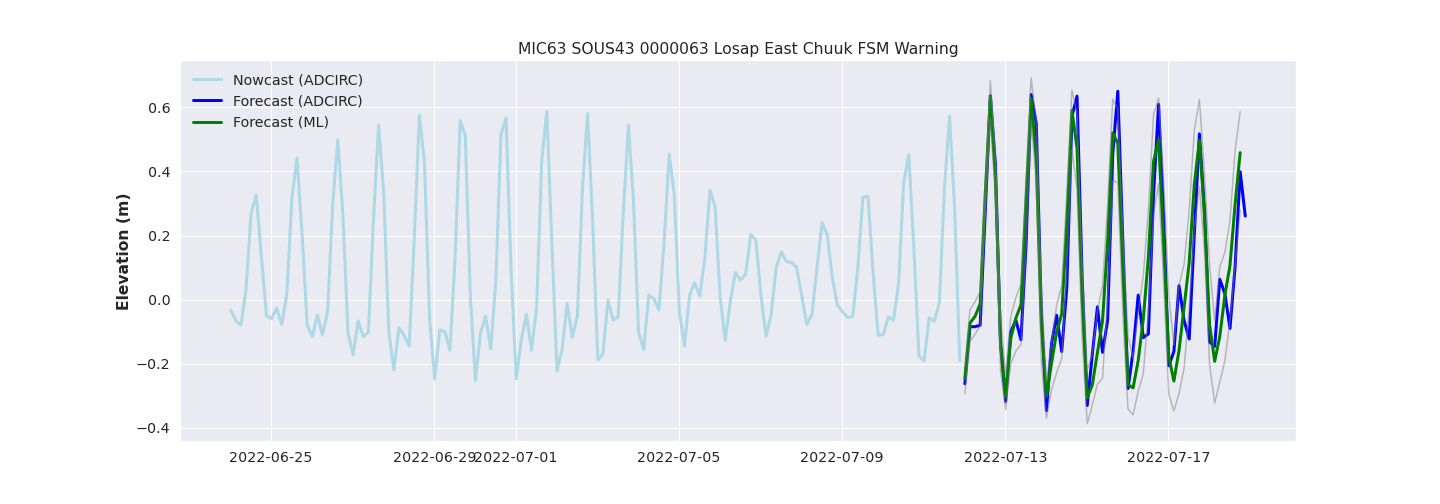 MIC63 SOUS43 0000063 Losap East Chuuk FSM Warning
Nowcast (ADCIRC)
Forecast (ADCIRC)
Forecast (ML)
Elevation (m)
0.6
0.4
0.2
0.0
−0.2
−0.4
2022-06-25
2022-06-29
2022-07-01
2022-07-05
2022-07-09
2022-07-13
2022-07-17